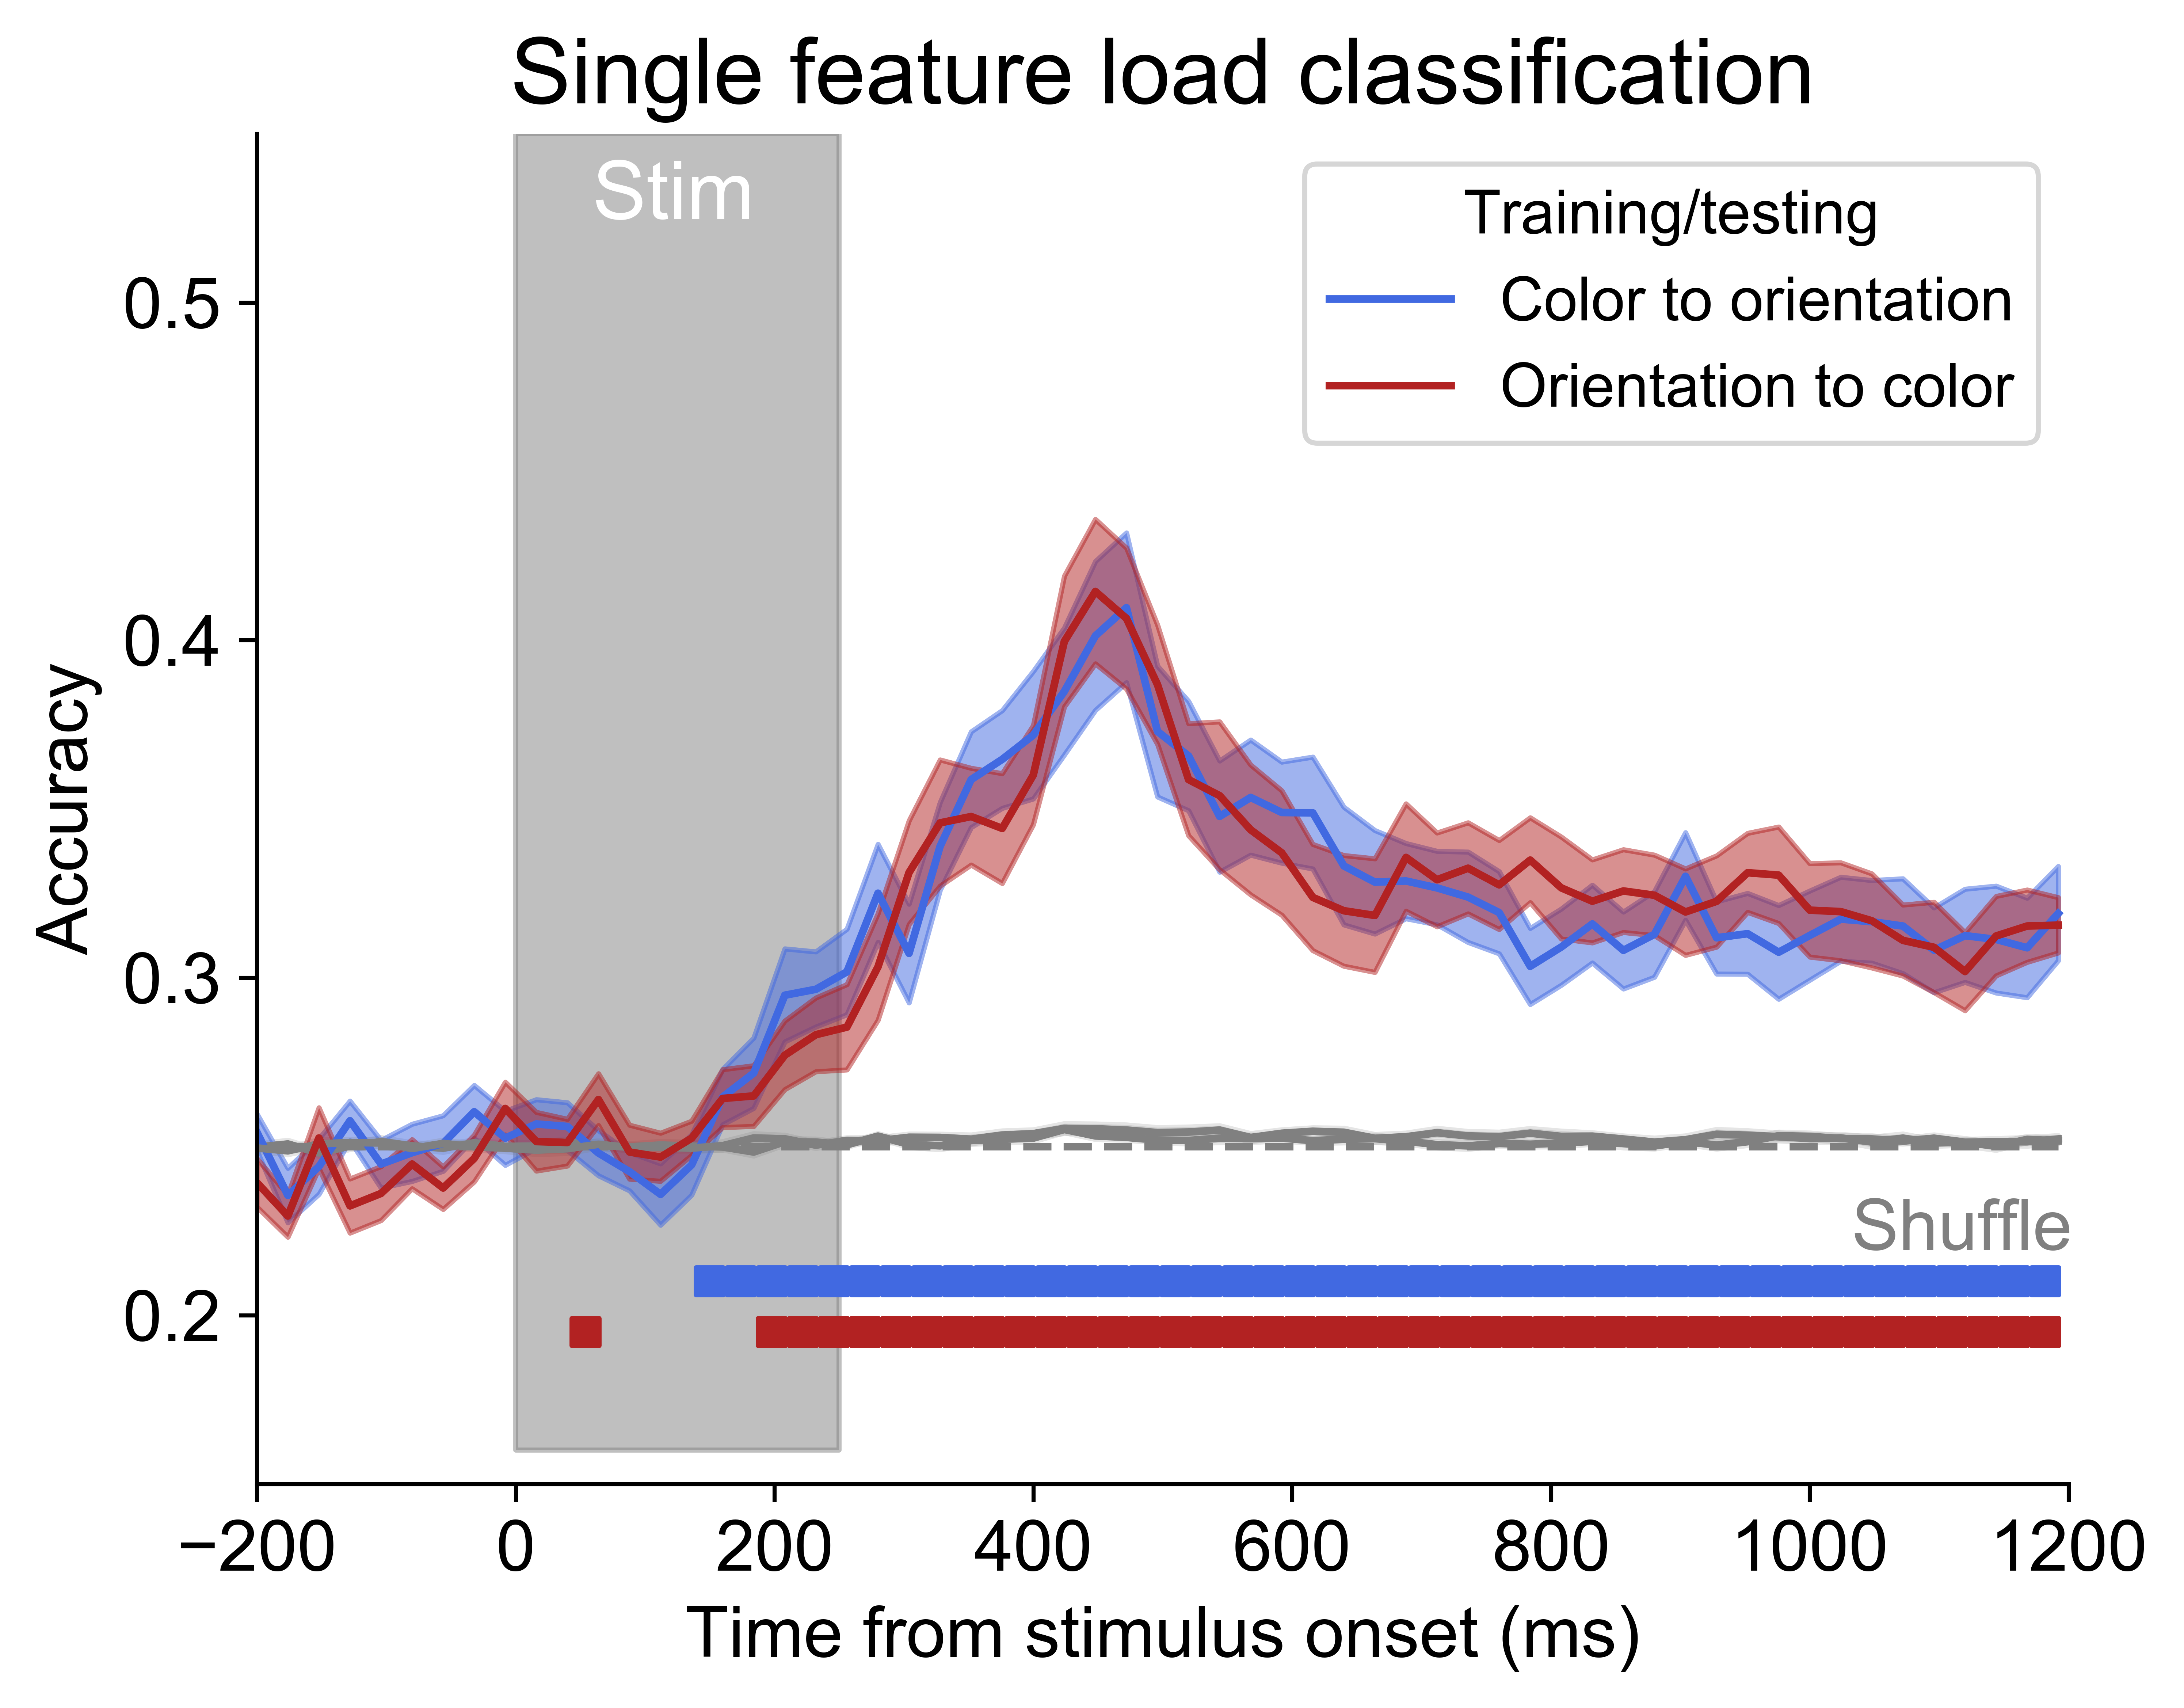 Single feature load classification
Stim
Training/testing
Color to orientation
Orientation to color
0.5
0.4
0.3
0.2
Accuracy
Shuffle
−200 0 200 400 600 800 1000 1200
Time from stimulus onset (ms)